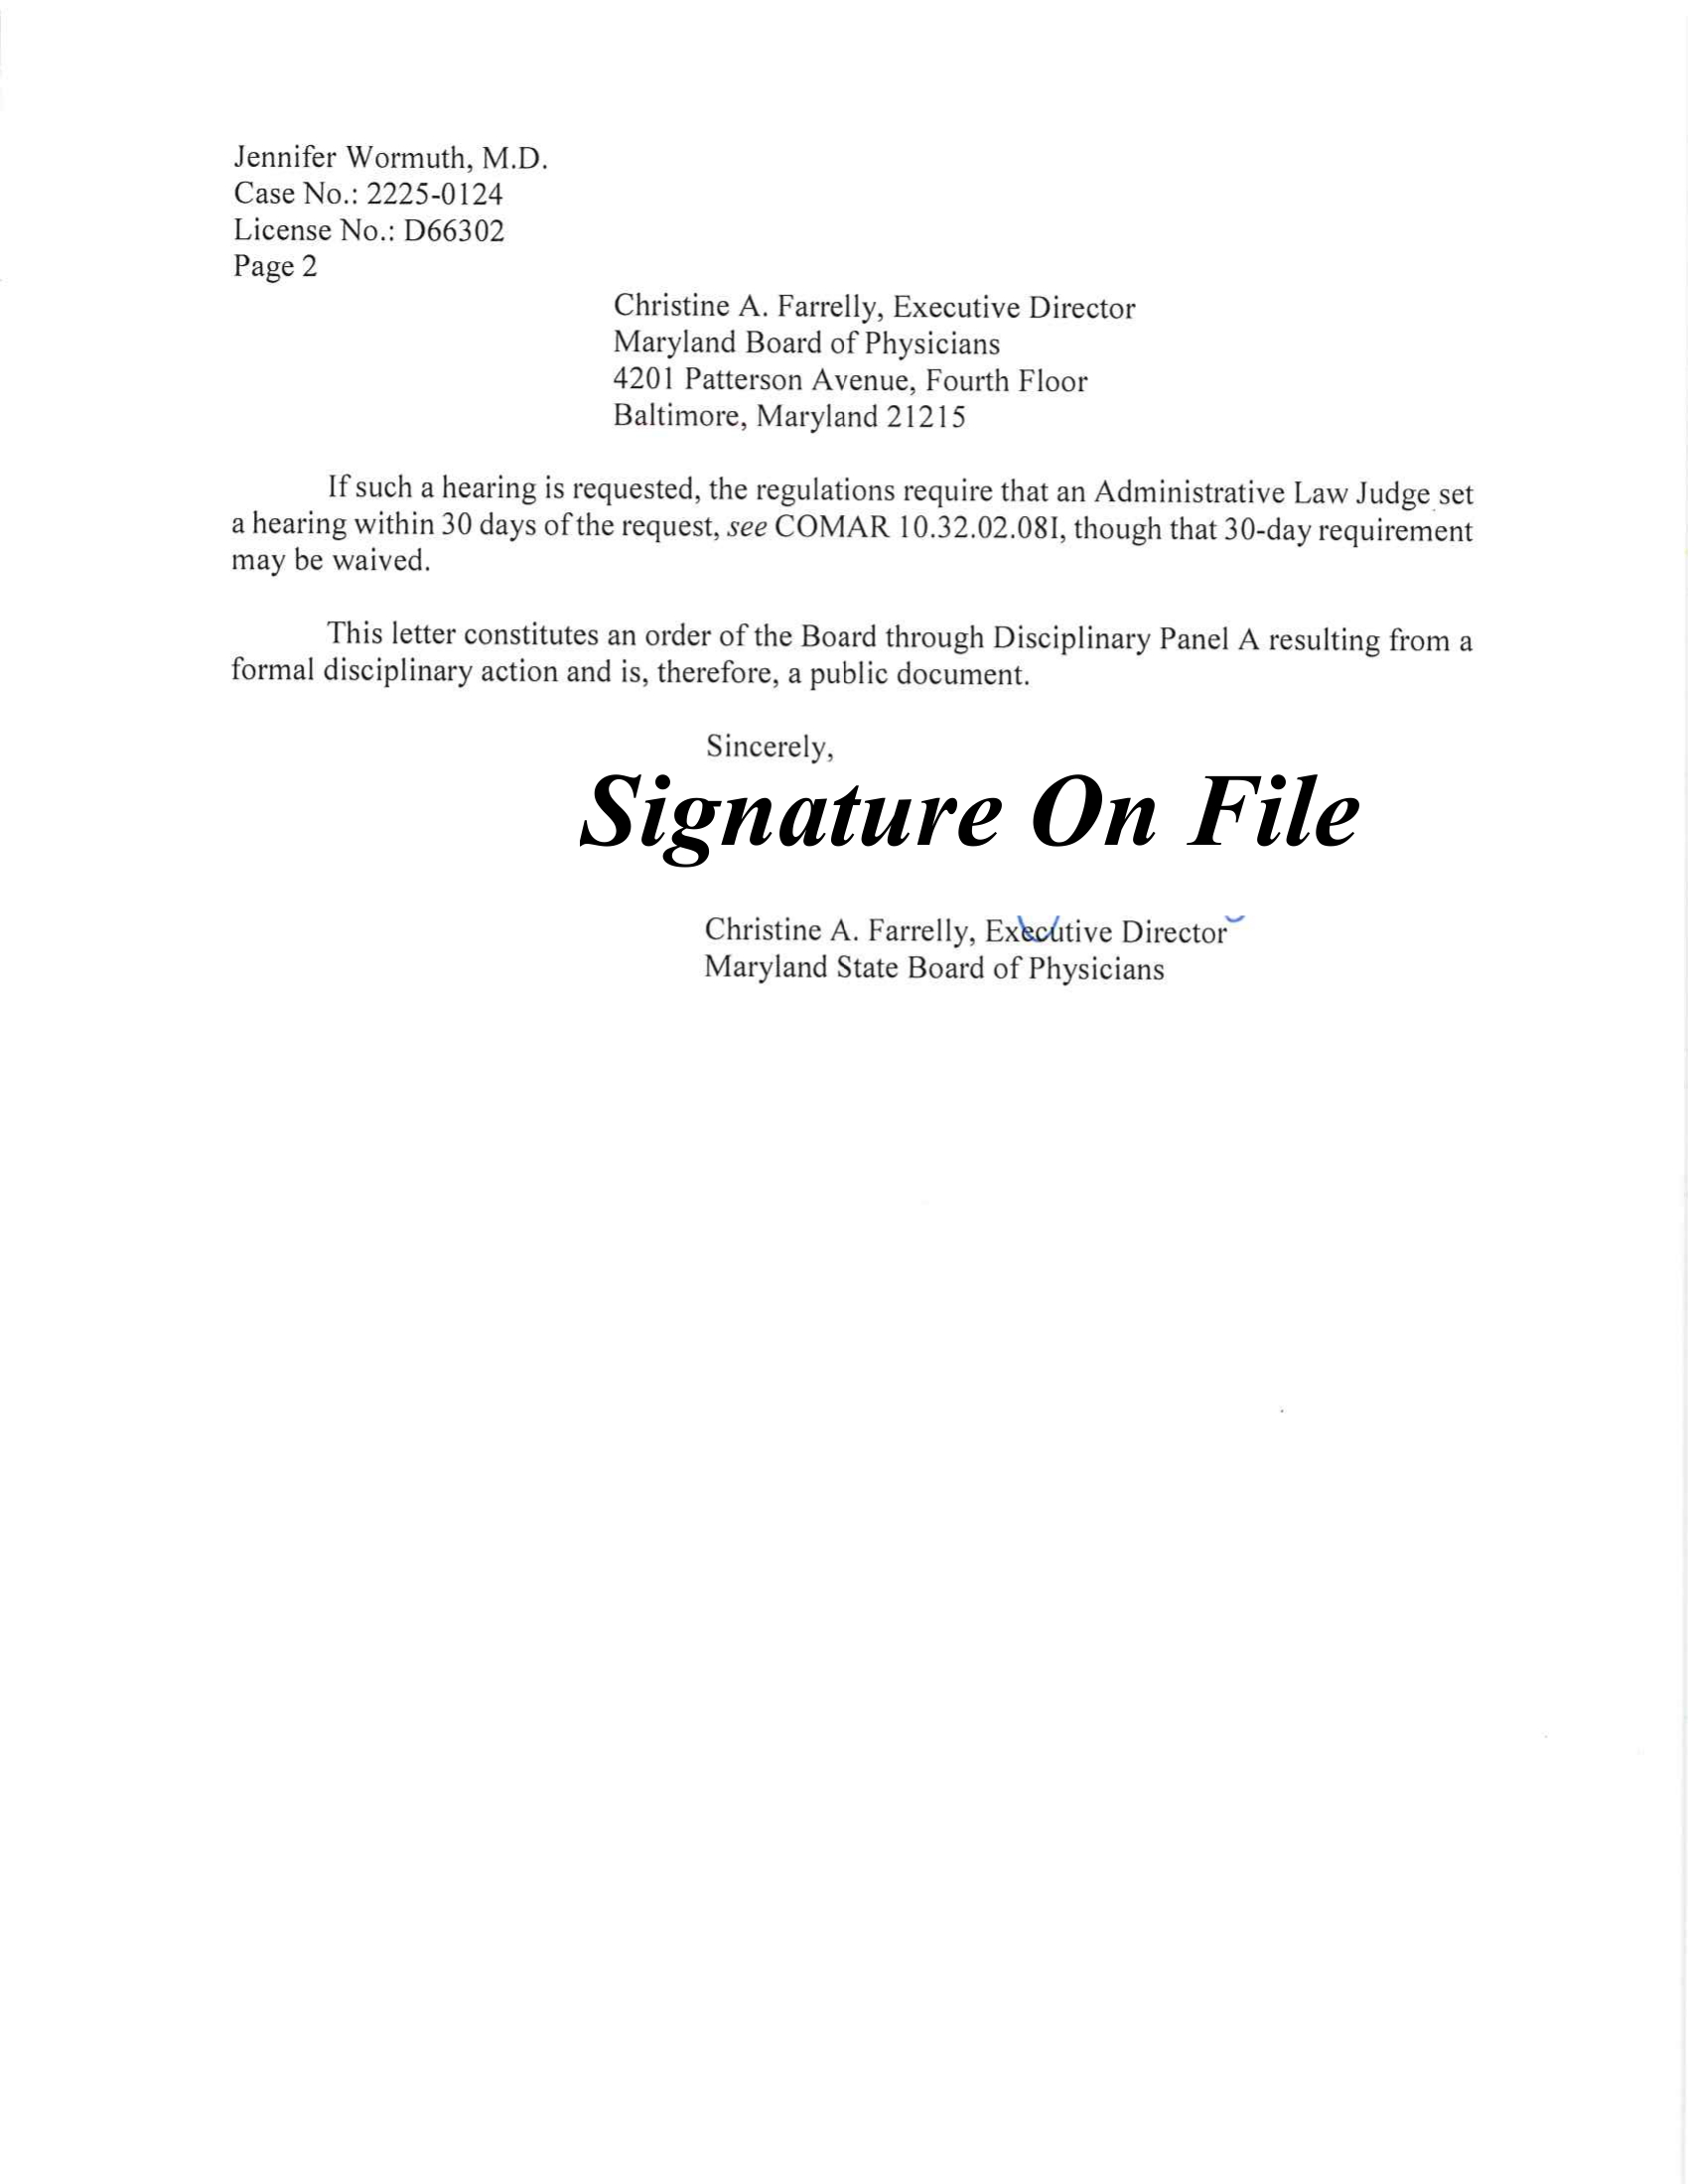 Jennifer Wormuth, M.D.
Case No.: 2225-0124
License No.: D66302
Page 2
Christine A. Farrelly, Executive Director
Maryland Board of Physicians
4201 Patterson Avenue, Fourth Floor
Baltimore, Maryland 21215
If such a hearing is requested, the regulations require that an Administrative Law Judge set
a hearing within 30 days of the request, see COMAR 10.32.02.08I, though that 30-day requirement
may be waived.
This letter constitutes an order of the Board through Disciplinary Panel A resulting from a
formal disciplinary action and is, therefore, a public document.
Sincerely,
Signature On File
Christine A. Farrelly, Executive Director
Maryland State Board of Physicians